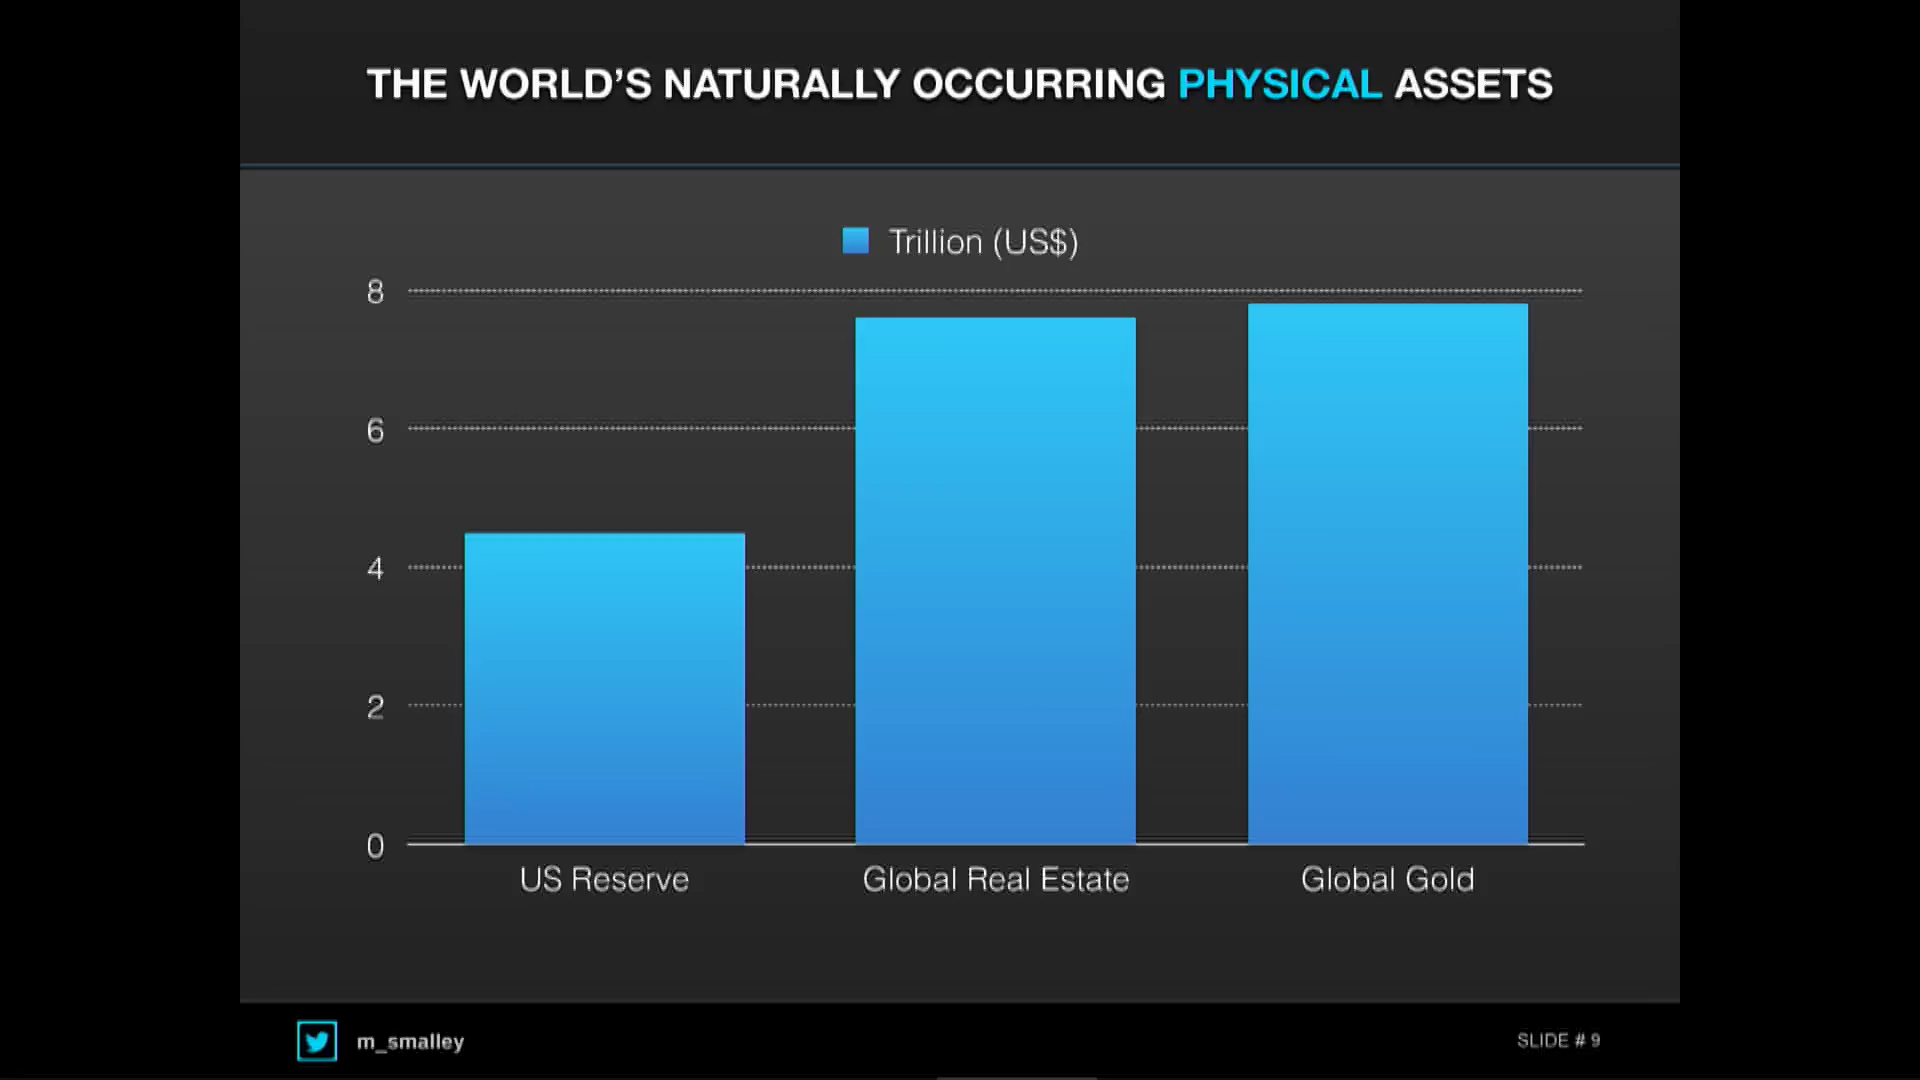 THE WORLD'S NATURALLY OCCURRING PHYSICAL ASSETS
Trillion (US$)
8
6
4
2
0
US Reserve
Global Real Estate
Global Gold
m_smalley
SLIDE # 9